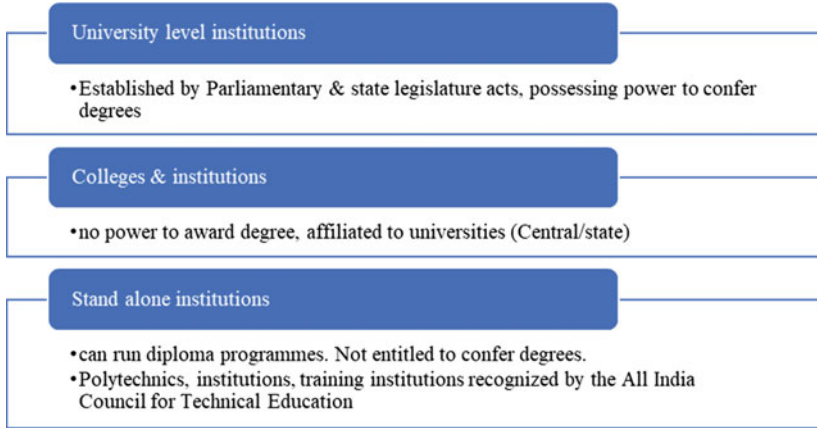 University level institutions
•Established by Parliamentary & state legislature acts, possessing power to confer
degrees
Colleges & institutions
•no power to award degree, affiliated to universities (Central/state)
Stand alone institutions
•can run diploma programmes. Not entitled to confer degrees.
•Polytechnics, institutions, training institutions recognized by the All India
Council for Technical Education